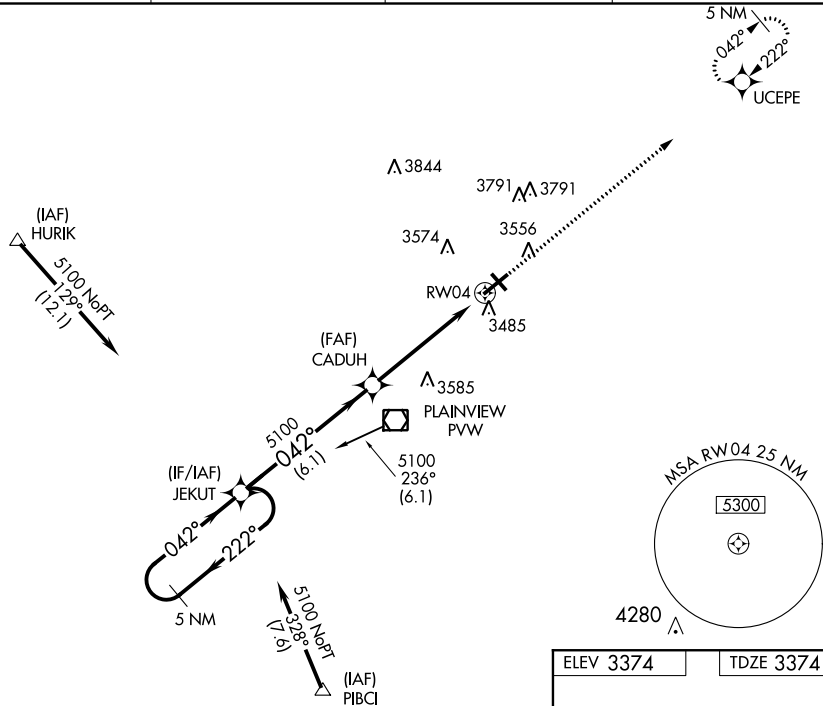 5 NM
042°
222°
UCEPE
3844
3791
3791
(IAF)
HURIK
3574
3556
5100 NoPT
129°
(12.1)
RW04
3485
(FAF)
CADUH
3585
PLAINVIEW
PVW
5100
042°
(6.1)
5100
236°
(6.1)
(IF/IAF)
JEKUT
MSA RW04 25 NM
5300
042°
222°
5 NM
5100 NoPT
328°
(7.6)
4280
(IAF)
PIBCI
ELEV 3374
TDZE 3374